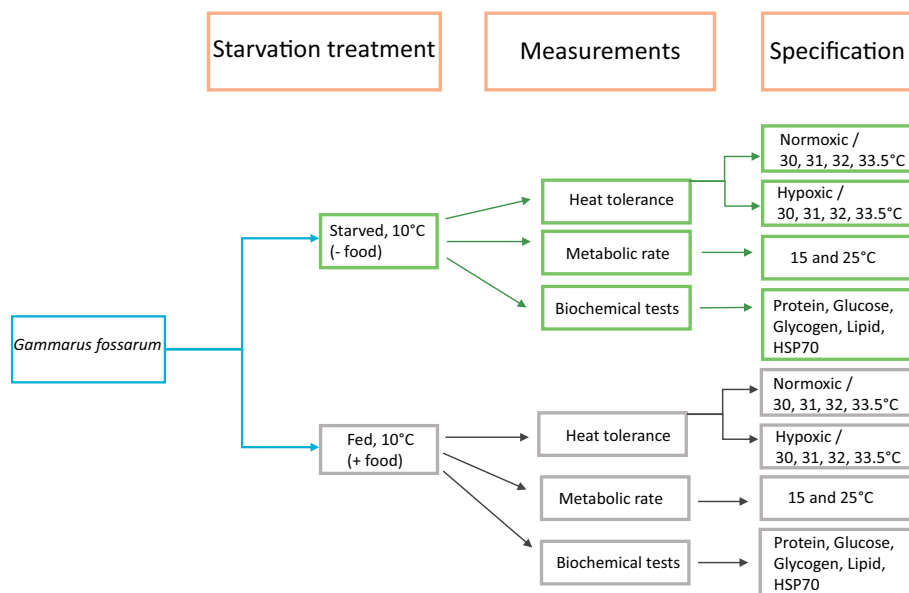 Starvation treatment
Measurements
Specification
Normoxic /
30, 31, 32, 33.5°C
Heat tolerance
Hypoxic /
30, 31, 32, 33.5°C
Starved, 10°C
(- food)
Metabolic rate
15 and 25°C
Biochemical tests
Protein, Glucose,
Glycogen, Lipid,
HSP70
Gammarus fossarum
Normoxic /
30, 31, 32, 33.5°C
Fed, 10°C
(+ food)
Heat tolerance
Hypoxic /
30, 31, 32, 33.5°C
Metabolic rate
15 and 25°C
Biochemical tests
Protein, Glucose,
Glycogen, Lipid,
HSP70